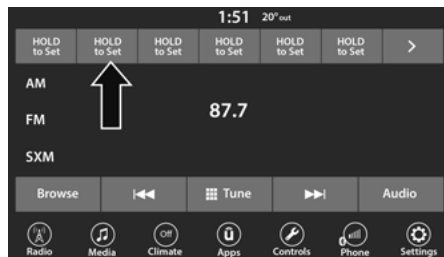 1:51 20° out
HOLD to Set HOLD to Set HOLD to Set HOLD to Set HOLD to Set HOLD to Set
AM
87.7
FM
SXM
Browse Tune Audio
Off ū
Radio Media Climate Apps Controls Phone Settings